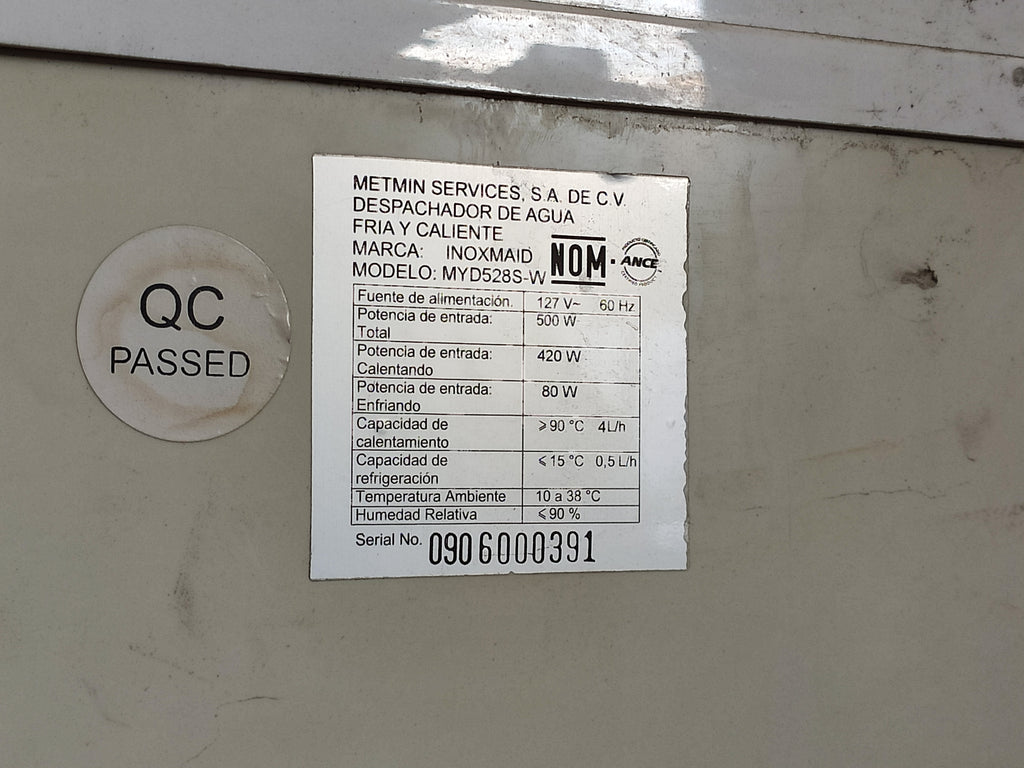 QC
PASSED
METMIN SERVICES, S.A. DE C.V.
DESPACHADOR DE AGUA
FRIA Y CALIENTE
MARCA: INOXMAID
MODELO: MYD528S-W
NOM - ANCE
Fuente de alimentación. 127 V~ 60 Hz
Potencia de entrada: 500 W
Total
Potencia de entrada: 420 W
Calentando
Potencia de entrada: 80 W
Enfriando
Capacidad de ⩾90 °C 4L/h
calentamiento
Capacidad de ⩽15 °C 0,5 L/h
refrigeración
Temperatura Ambiente 10 a 38 °C
Humedad Relativa ⩽90 %
Serial No. 0906000391